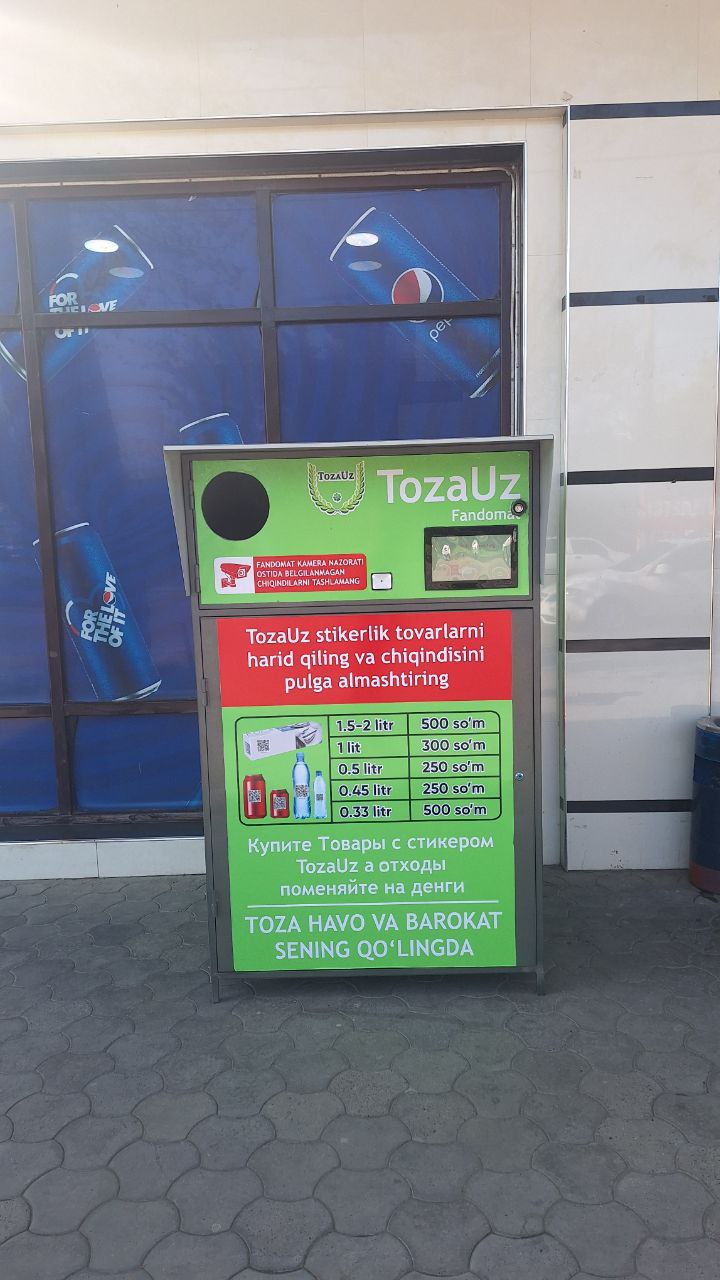 FOR
THE LOVE
OF IT
pep
FOR
THE LOVE
OF IT
TozaUz
TozaUz
Fandomat
FANDOMAT KAMERA NAZORATI
OSTIDA BELGILANMAGAN
CHIQINDILARNI TASHLAMANG
TozaUz stikerlik tovarlarni
harid qiling va chiqindisini
pulga almashtiring
1.5-2 litr 500 so'm
1 lit 300 so'm
0.5 litr 250 so'm
0.45 litr 250 so'm
0.33 litr 500 so'm
Купите Товары с стикером
TozaUz а отходы
поменяйте на денги
TOZA HAVO VA BAROKAT
SENING QO‘LINGDA